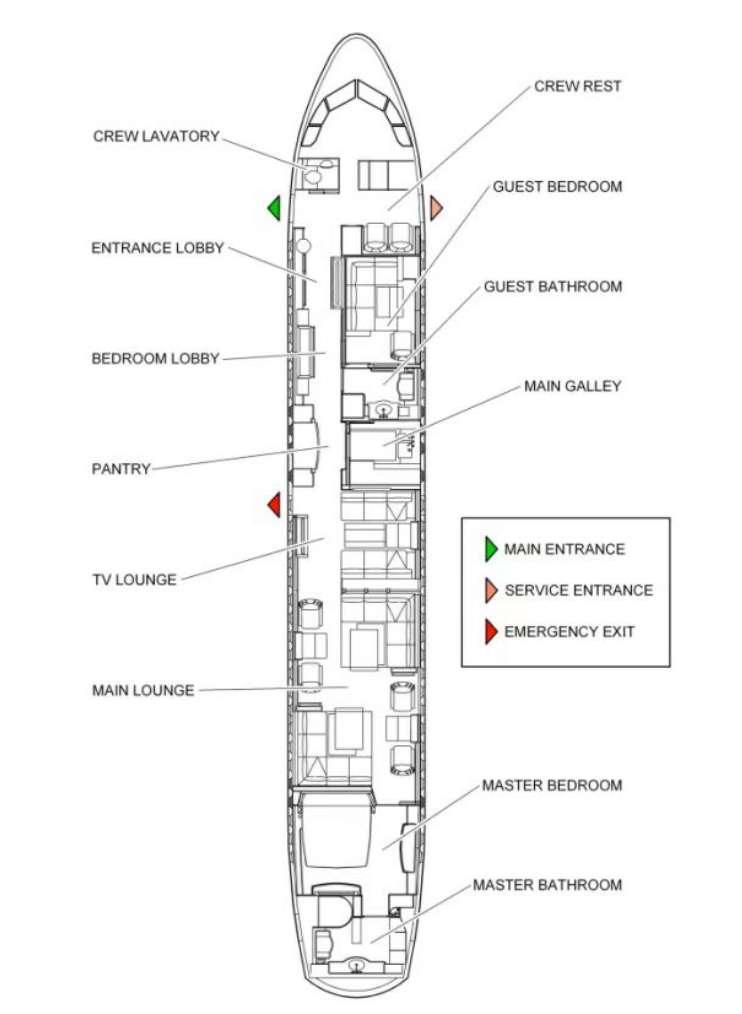 CREW REST
CREW LAVATORY
GUEST BEDROOM
ENTRANCE LOBBY
GUEST BATHROOM
BEDROOM LOBBY
MAIN GALLEY
PANTRY
MAIN ENTRANCE
TV LOUNGE
SERVICE ENTRANCE
EMERGENCY EXIT
MAIN LOUNGE
MASTER BEDROOM
MASTER BATHROOM